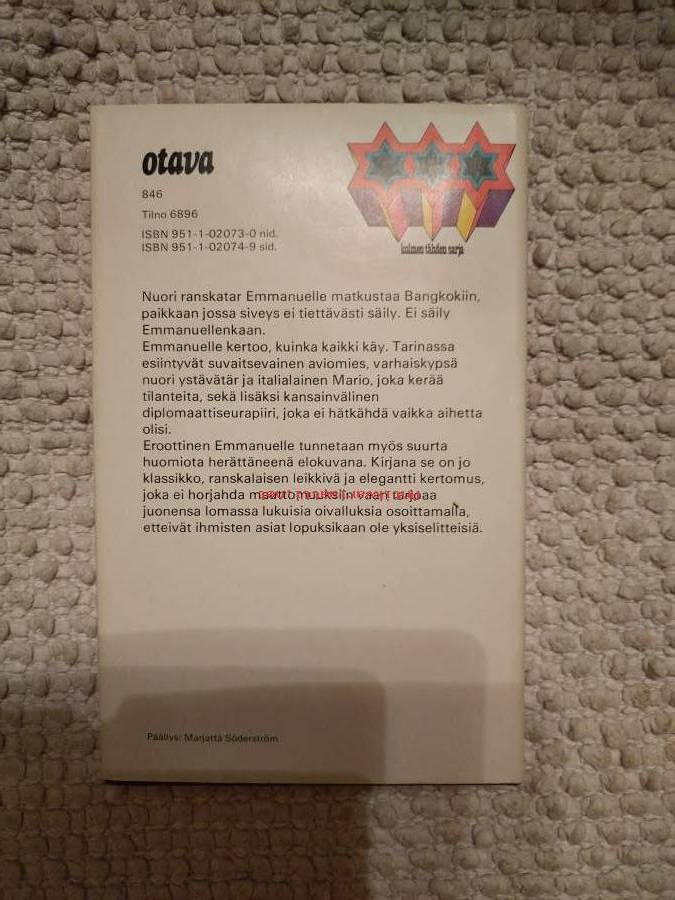 otava
846
Tilno 6896
ISBN 951-1-02073-0 nid.
ISBN 951-1-02074-9 sid.
kolmen tähden sarja
Nuori ranskatar Emmanuelle matkustaa Bangkokiin,
paikkaan jossa siveys ei tiettävästi säily. Ei säily
Emmanuellenkaan.
Emmanuelle kertoo, kuinka kaikki käy. Tarinassa
esiintyvät suvaitsevainen aviomies, varhaiskypsä
nuori ystävätär ja italialainen Mario, joka kerää
tilanteita, sekä lisäksi kansainvälinen
diplomaattiseurapiiri, joka ei hätkähdä vaikka aihetta
olisi.
Eroottinen Emmanuelle tunnetaan myös suurta
huomiota herättäneenä elokuvana. Kirjana se on jo
klassikko, ranskalaisen leikkivä ja elegantti kertomus,
joka ei horjahda mauttomuuksiin vaan tarjoaa
juonensa lomassa lukuisia oivalluksia osoittamalla,
etteivät ihmisten asiat lopuksikaan ole yksiselitteisiä.
Päällys: Marjatta Söderström